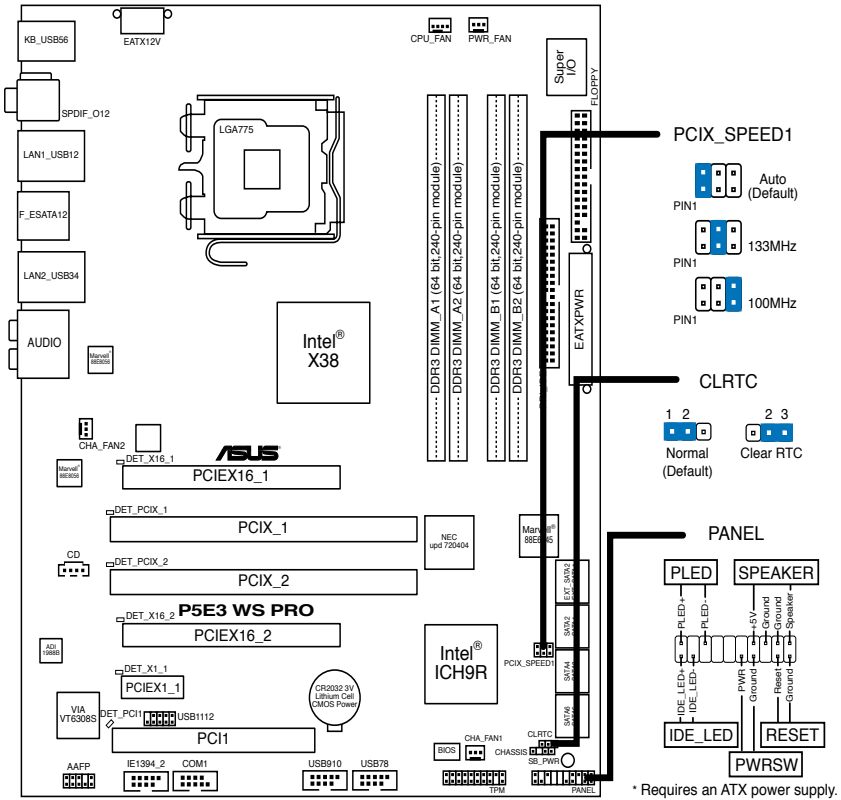 KB_USB56
EATX12V
CPU_FAN
PWR_FAN
Super
I/O
FLOPPY
SPDIF_O12
LGA775
LAN1_USB12
F_ESATA12
LAN2_USB34
AUDIO
Marvell
88E8056
Intel®
X38
DDR3 DIMM_A1 (64 bit,240-pin module)
DDR3 DIMM_A2 (64 bit,240-pin module)
DDR3 DIMM_B1 (64 bit,240-pin module)
DDR3 DIMM_B2 (64 bit,240-pin module)
EATXPWR
PCIX_SPEED1
Auto
(Default)
PIN1
133MHz
PIN1
100MHz
PIN1
CLRTC
1 2
2 3
Normal
(Default)
Clear RTC
CHA_FAN2
ASUS
DET_X16_1
PCIEX16_1
Marvell
88E8056
DET_PCIX_1
PCIX_1
NEC
upd 720404
Marvell®
CD
DET_PCIX_2
PCIX_2
EXT_SATA2
P5E3 WS PRO
DET_X16_2
PCIEX16_2
ADI
1988B
Intel®
ICH9R
SATA2
PCIX_SPEED1
SATA4
SATA6
DET_X1_1
PCIEX1_1
CR2032 3V
Lithium Cell
CMOS Power
VIA
VT6308S
DET_PCI1
USB1112
PCI1
BIOS
CHA_FAN1
CLRTC
CHASSIS
SB_PWR
AAFP
IE1394_2
COM1
USB910
USB78
TPM
PANEL
PANEL
PLED
SPEAKER
PLED+
PLED-
+5V
Ground
Ground
Speaker
IDE_LED+
IDE_LED-
PWR
Ground
Reset
Ground
IDE_LED
RESET
PWRSW
* Requires an ATX power supply.